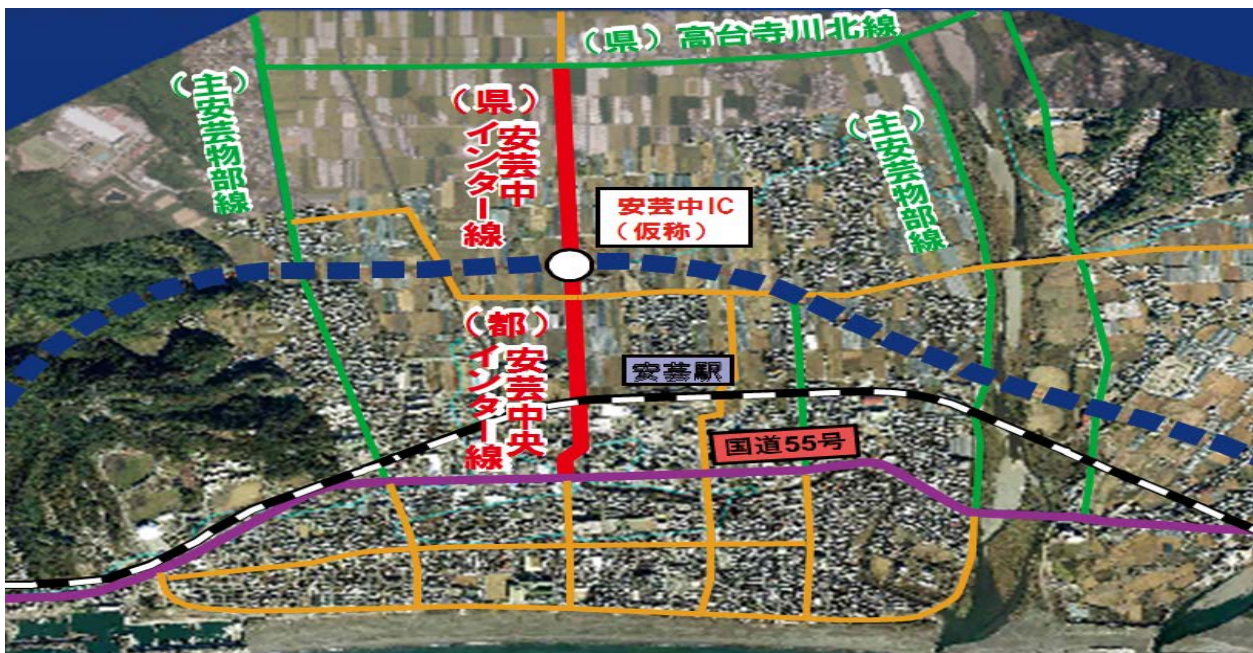 (県)高台寺川北線
(主)安芸物部線
(県)安芸中
インター線
(主)安芸物部線
安芸中IC
(仮称)
(都)安芸中央
インター線
安芸駅
国道55号